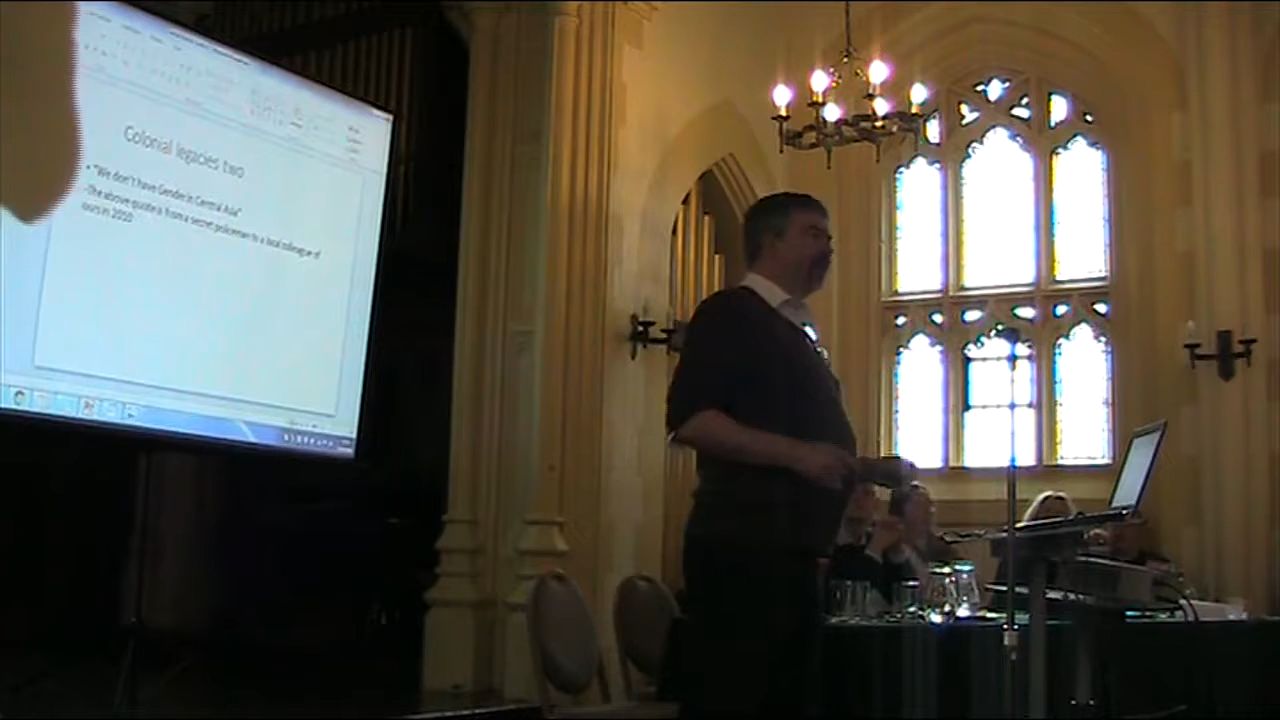 Colonial legacies two
• "We don't have Gender in Central Asia"
-The above quote is from a secret policeman to a local colleague of
ours in 2010